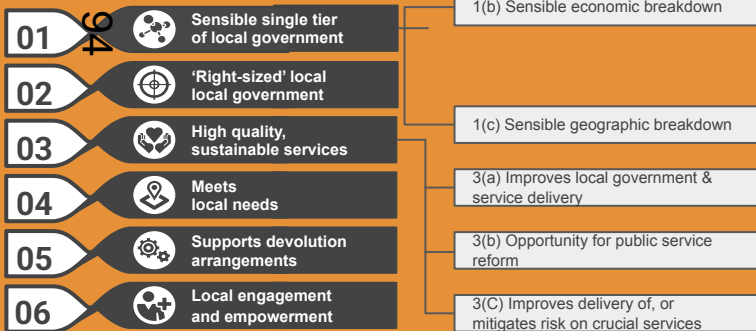 94
01
Sensible single tier
of local government
02
‘Right-sized’ local
local government
03
High quality,
sustainable services
04
Meets
local needs
05
Supports devolution
arrangements
06
Local engagement
and empowerment
1(b) Sensible economic breakdown
1(c) Sensible geographic breakdown
3(a) Improves local government &
service delivery
3(b) Opportunity for public service
reform
3(C) Improves delivery of, or
mitigates risk on crucial services